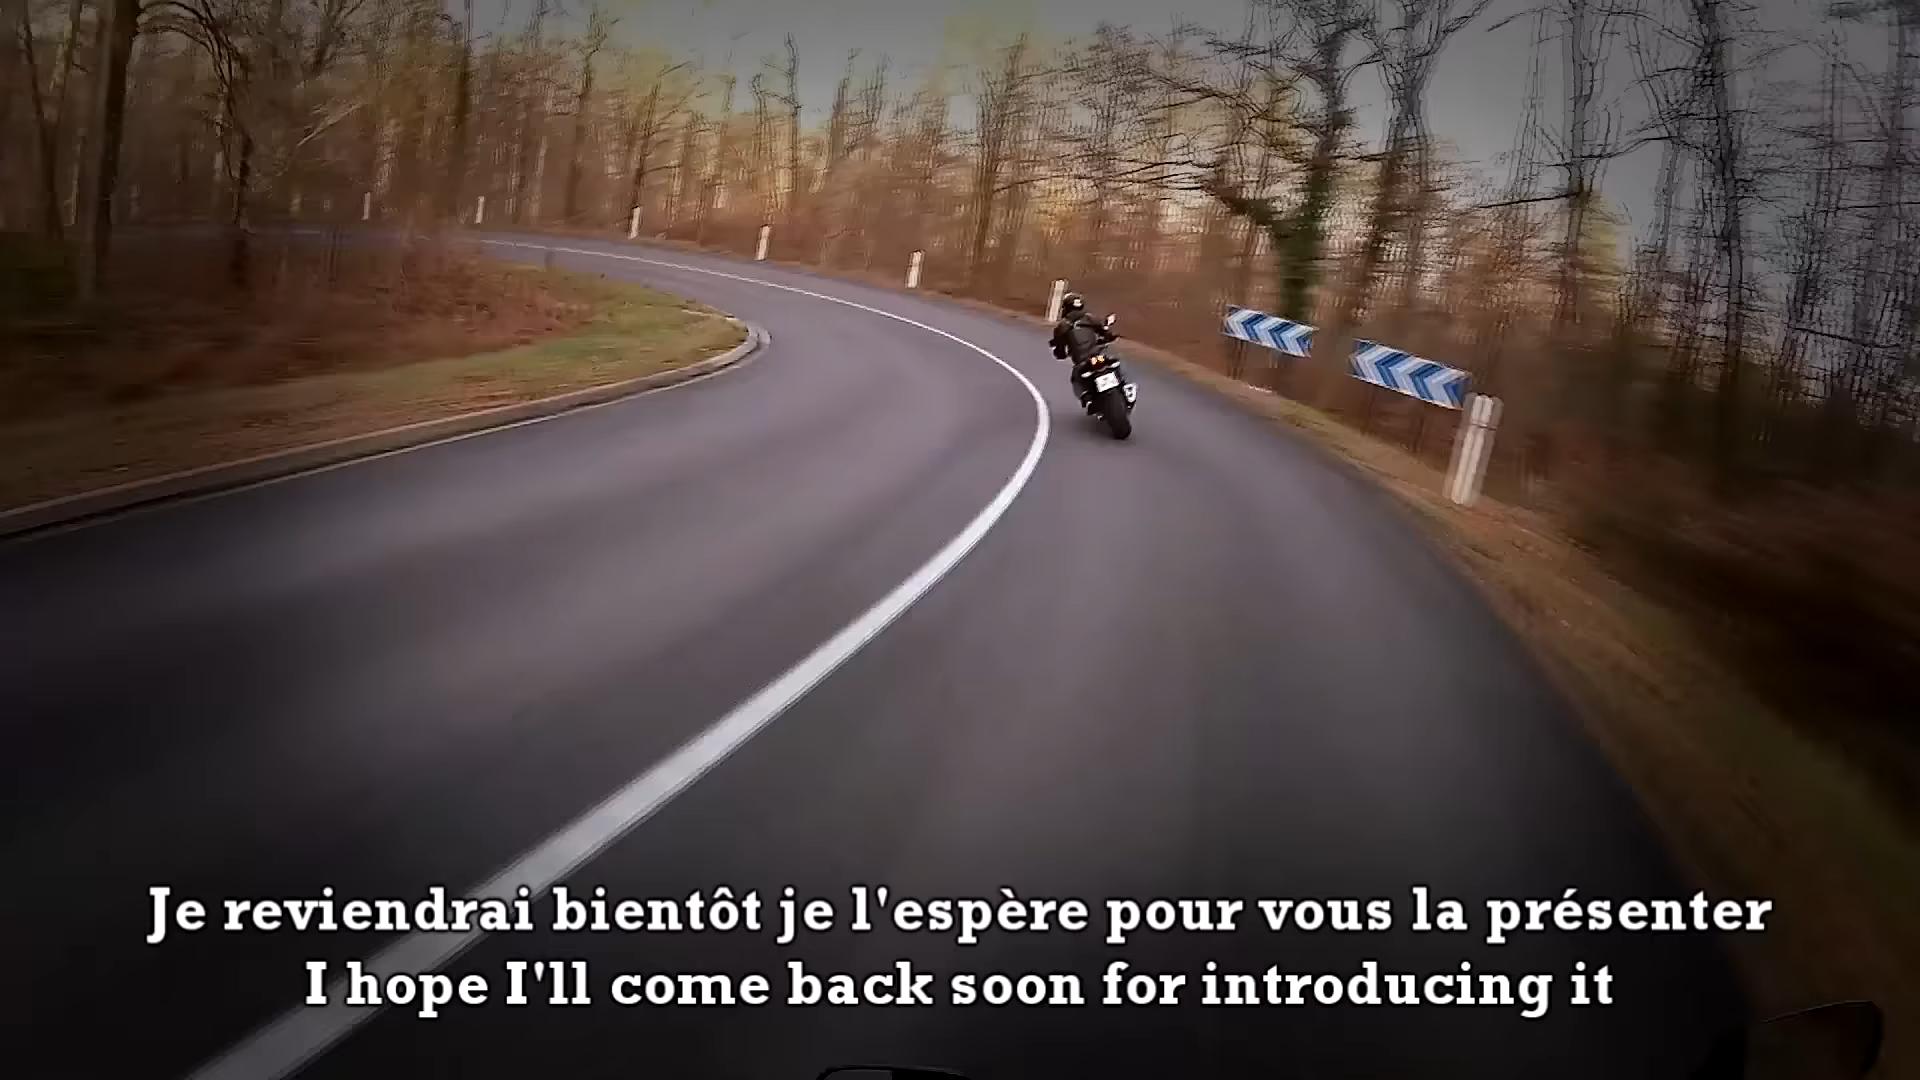 Je reviendrai bientôt je l'espère pour vous la présenter
I hope I'll come back soon for introducing it